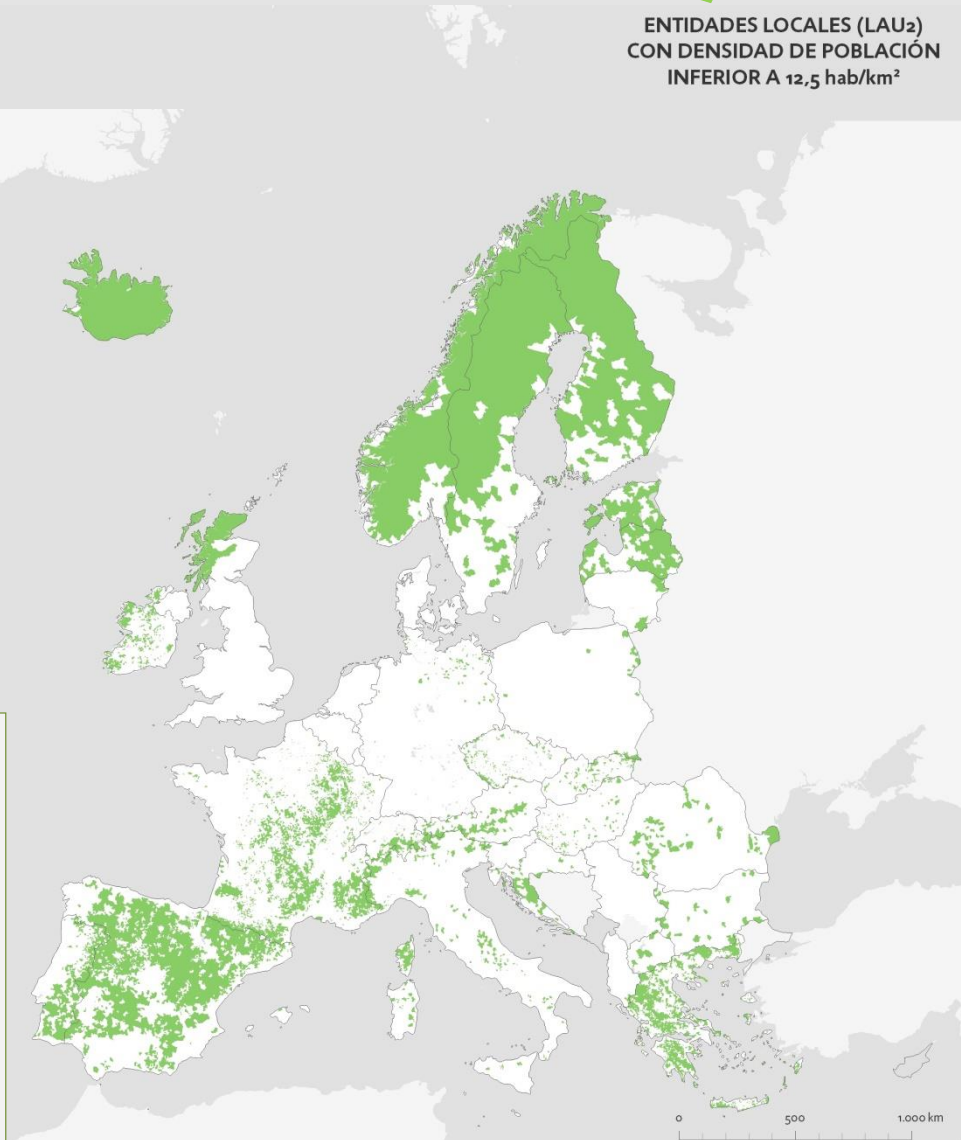 ENTIDADES LOCALES (LAU2)
CON DENSIDAD DE POBLACIÓN
INFERIOR A 12,5 hab/km²
0 500 1.000 km